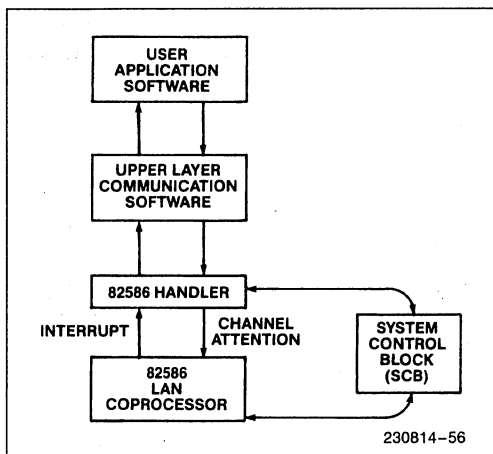 USER
APPLICATION
SOFTWARE
UPPER LAYER
COMMUNICATION
SOFTWARE
82586 HANDLER
INTERRUPT
CHANNEL
ATTENTION
82586
LAN
COPROCESSOR
SYSTEM
CONTROL
BLOCK
(SCB)
230814-56